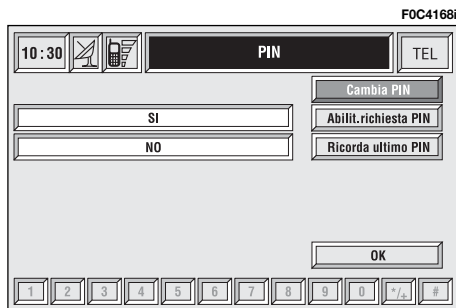 F0C4168i
10:30 PIN TEL
Cambia PIN
SI Abilit.richiesta PIN
NO Ricorda ultimo PIN
OK
1 2 3 4 5 6 7 8 9 0 */+ #